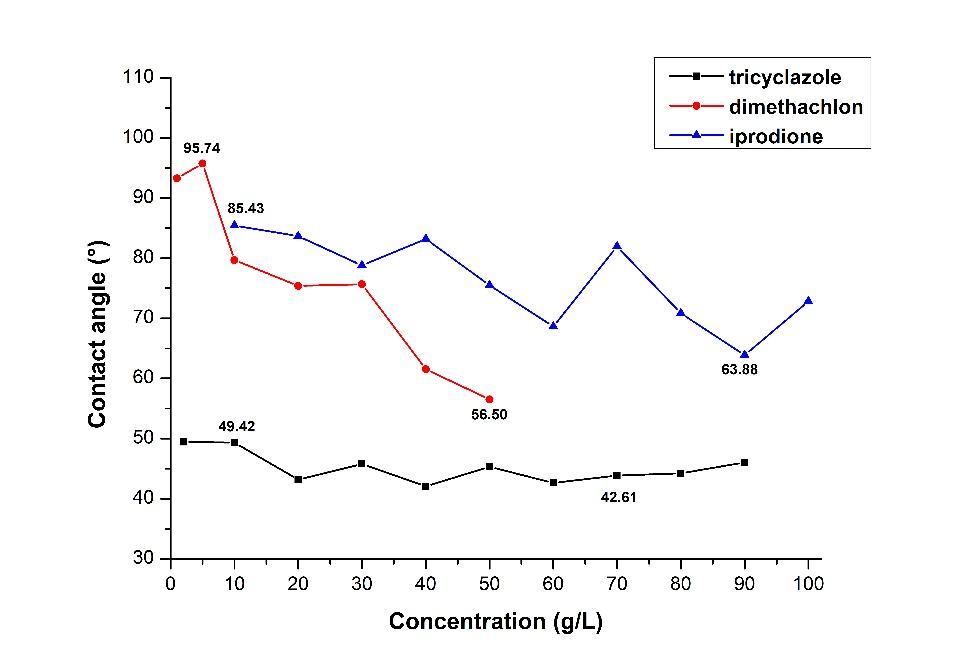 tricyclazole
dimethachlon
iprodione
110
100
90
80
70
60
50
40
30
Contact angle (°)
95.74
85.43
63.88
56.50
49.42
42.61
0 10 20 30 40 50 60 70 80 90 100
Concentration (g/L)